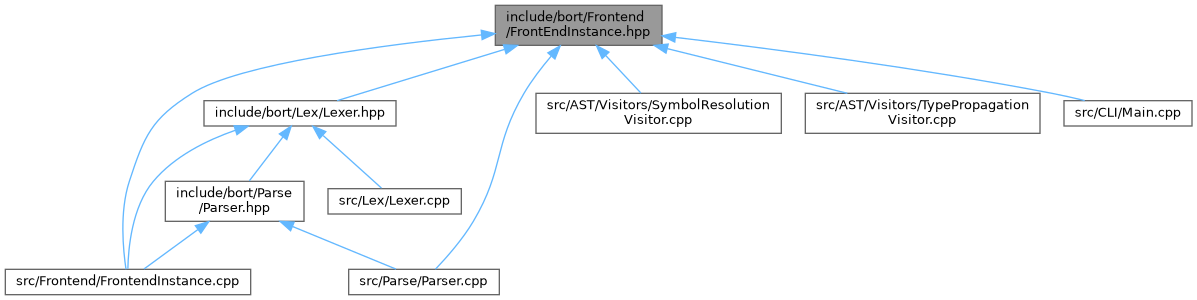 include/bort/Frontend
/FrontEndInstance.hpp
include/bort/Lex/Lexer.hpp
src/AST/Visitors/SymbolResolution
Visitor.cpp
src/AST/Visitors/TypePropagation
Visitor.cpp
src/CLI/Main.cpp
include/bort/Parse
/Parser.hpp
src/Lex/Lexer.cpp
src/Frontend/FrontendInstance.cpp
src/Parse/Parser.cpp